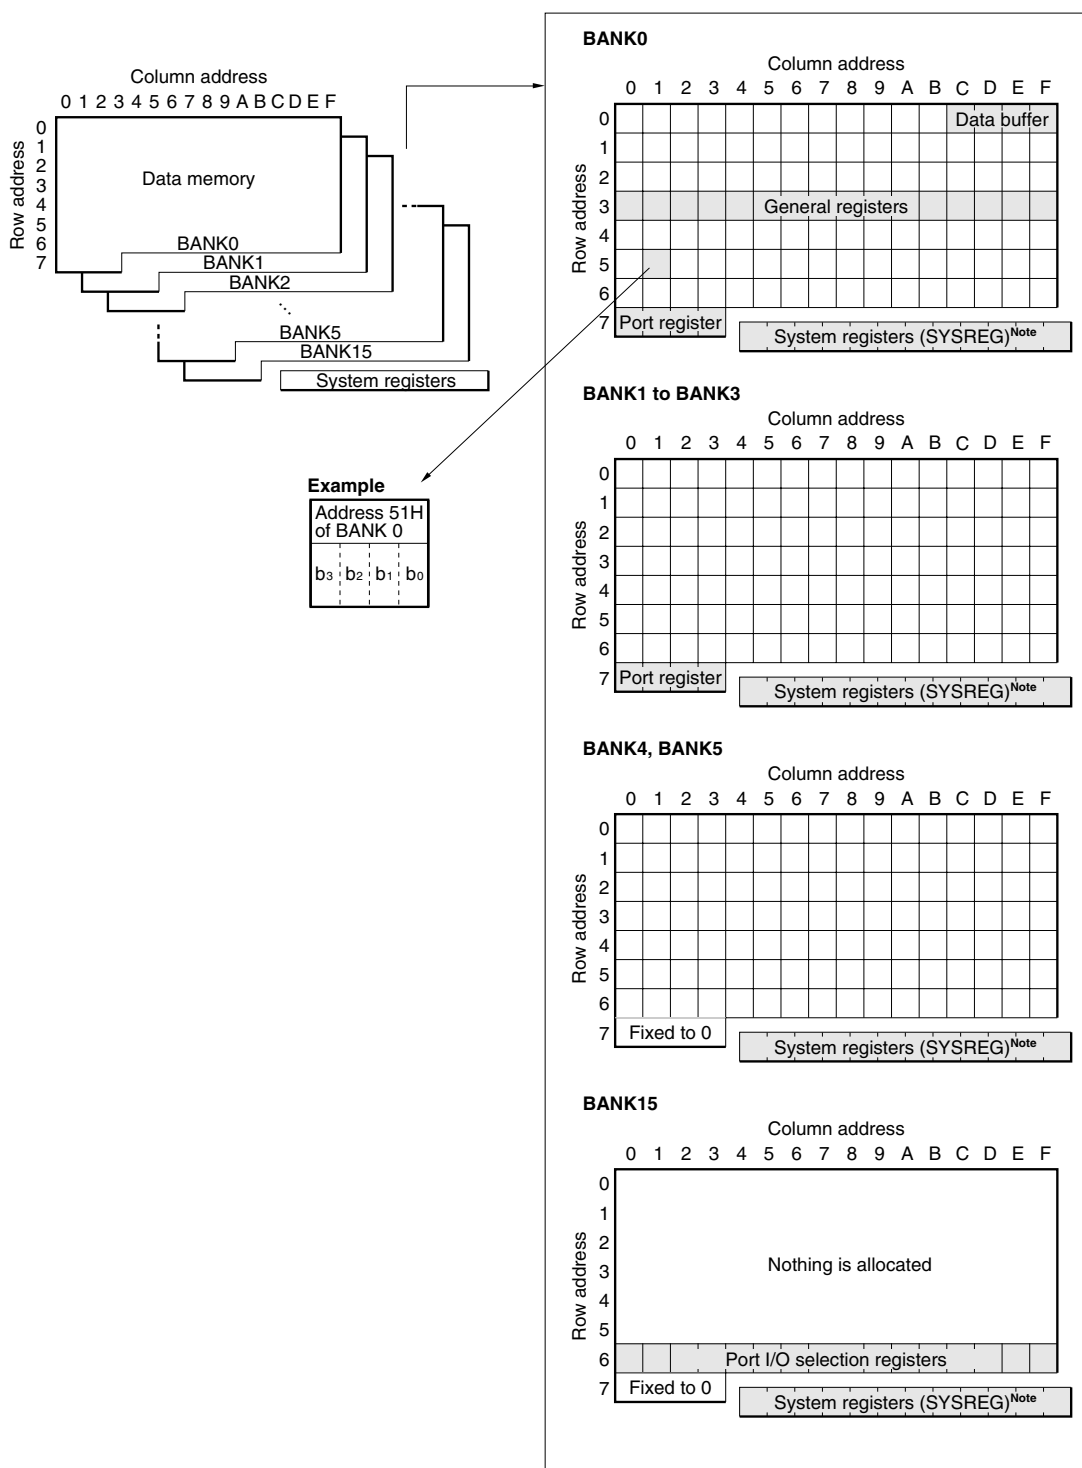 Column address
0 1 2 3 4 5 6 7 8 9 A B C D E F
Row address
0
1
2
3
4
5
6
7
Data memory
BANK0
BANK1
BANK2
BANK5
BANK15
System registers
Example
Address 51H
of BANK 0
b3 b2 b1 b0
BANK0
Column address
0 1 2 3 4 5 6 7 8 9 A B C D E F
Row address
0 Data buffer
1
2
3 General registers
4
5
6
7 Port register System registers (SYSREG)Note
BANK1 to BANK3
Column address
0 1 2 3 4 5 6 7 8 9 A B C D E F
Row address
0
1
2
3
4
5
6
7 Port register System registers (SYSREG)Note
BANK4, BANK5
Column address
0 1 2 3 4 5 6 7 8 9 A B C D E F
Row address
0
1
2
3
4
5
6
7 Fixed to 0 System registers (SYSREG)Note
BANK15
Column address
0 1 2 3 4 5 6 7 8 9 A B C D E F
Row address
0
1
2
3 Nothing is allocated
4
5
6 Port I/O selection registers
7 Fixed to 0 System registers (SYSREG)Note